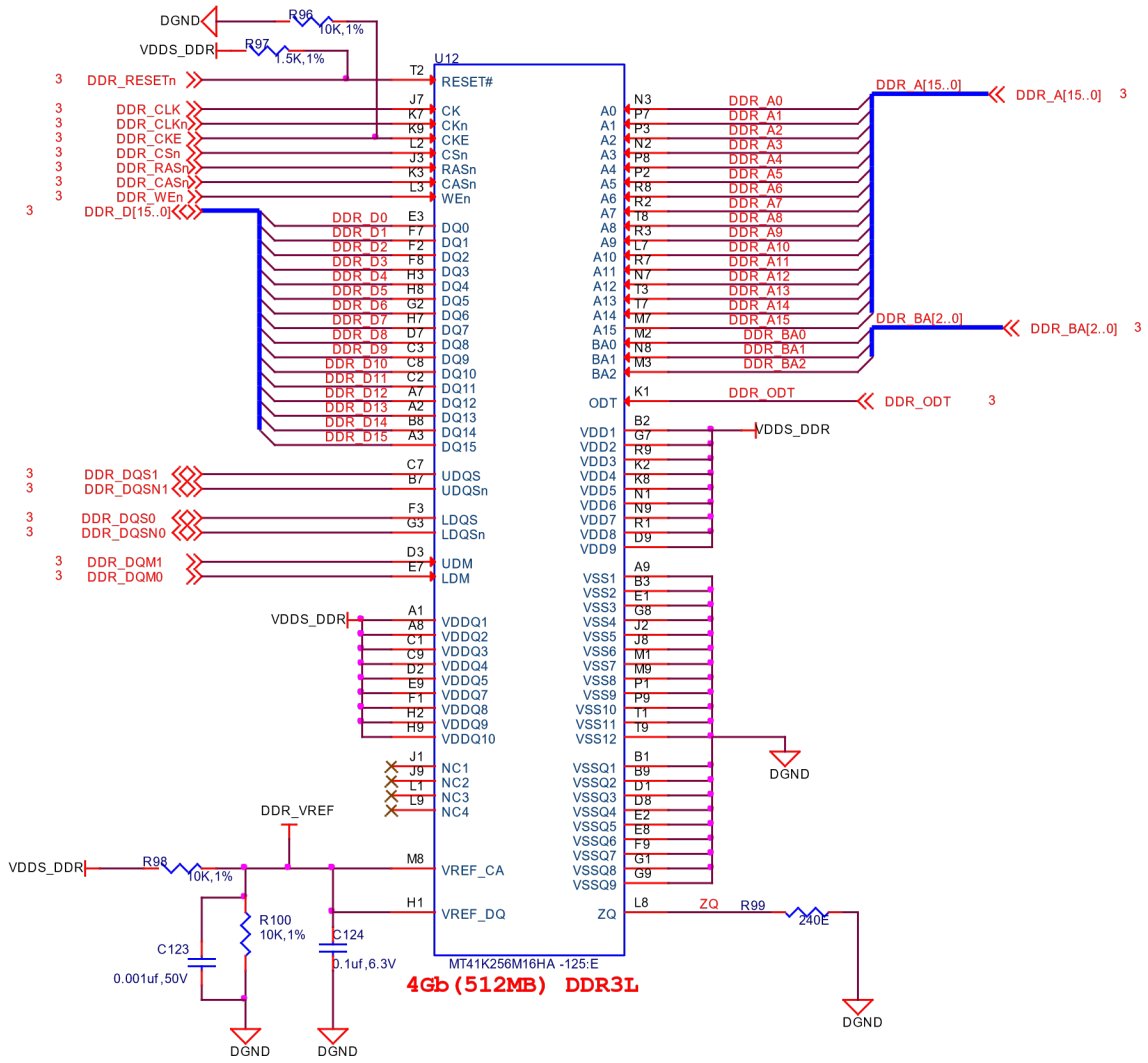 DGND R96
10K,1%
VDDS_DDR R97
1.5K,1%
U12
3 DDR_RESETn T2 RESET#
3 DDR_CLK J7 CK
3 DDR_CLKn K7 CKn
3 DDR_CKE K9 CKE
3 DDR_CSn L2 CSn
3 DDR_RASn J3 RASn
3 DDR_CASn K3 CASn
3 DDR_WEn L3 WEn
3 DDR_D[15..0]
DDR_D0 E3 DQ0
DDR_D1 F7 DQ1
DDR_D2 F2 DQ2
DDR_D3 F8 DQ3
DDR_D4 H3 DQ4
DDR_D5 H8 DQ5
DDR_D6 G2 DQ6
DDR_D7 H7 DQ7
DDR_D8 D7 DQ8
DDR_D9 C3 DQ9
DDR_D10 C8 DQ10
DDR_D11 C2 DQ11
DDR_D12 A7 DQ12
DDR_D13 A2 DQ13
DDR_D14 B8 DQ14
DDR_D15 A3 DQ15
3 DDR_DQS1 C7 UDQS
3 DDR_DQSN1 B7 UDQSn
3 DDR_DQS0 F3 LDQS
3 DDR_DQSN0 G3 LDQSn
3 DDR_DQM1 D3 UDM
3 DDR_DQM0 E7 LDM
VDDS_DDR A1 VDDQ1
A8 VDDQ2
C1 VDDQ3
C9 VDDQ4
D2 VDDQ5
E9 VDDQ7
F1 VDDQ8
H2 VDDQ9
H9 VDDQ10
J1 NC1
J9 NC2
L1 NC3
L9 NC4
DDR_VREF
VDDS_DDR R98 M8 VREF_CA
10K,1%
H1 VREF_DQ
R100
10K,1%
C123
0.001uf,50V
C124
0.1uf,6.3V
DGND DGND
A0 N3 DDR_A0
A1 P7 DDR_A1
A2 P3 DDR_A2
A3 N2 DDR_A3
A4 P8 DDR_A4
A5 P2 DDR_A5
A6 R8 DDR_A6
A7 R2 DDR_A7
A8 T8 DDR_A8
A9 R3 DDR_A9
A10 L7 DDR_A10
A11 R7 DDR_A11
A12 N7 DDR_A12
A13 T3 DDR_A13
A14 T7 DDR_A14
A15 M7 DDR_A15
DDR_A[15..0] DDR_A[15..0] 3
BA0 M2 DDR_BA0
BA1 N8 DDR_BA1
BA2 M3 DDR_BA2
DDR_BA[2..0] DDR_BA[2..0] 3
ODT K1 DDR_ODT DDR_ODT 3
VDD1 B2 VDDS_DDR
VDD2 G7
VDD3 R9
VDD4 K2
VDD5 K8
VDD6 N1
VDD7 N9
VDD8 R1
VDD9 D9
VSS1 A9
VSS2 B3
VSS3 E1
VSS4 G8
VSS5 J2
VSS6 J8
VSS7 M1
VSS8 M9
VSS9 P1
VSS10 P9
VSS11 T1
VSS12 T9
DGND
VSSQ1 B1
VSSQ2 B9
VSSQ3 D1
VSSQ4 D8
VSSQ5 E2
VSSQ6 E8
VSSQ7 F9
VSSQ8 G1
VSSQ9 G9
ZQ L8 ZQ R99
240E
DGND
MT41K256M16HA -125:E
4Gb(512MB) DDR3L